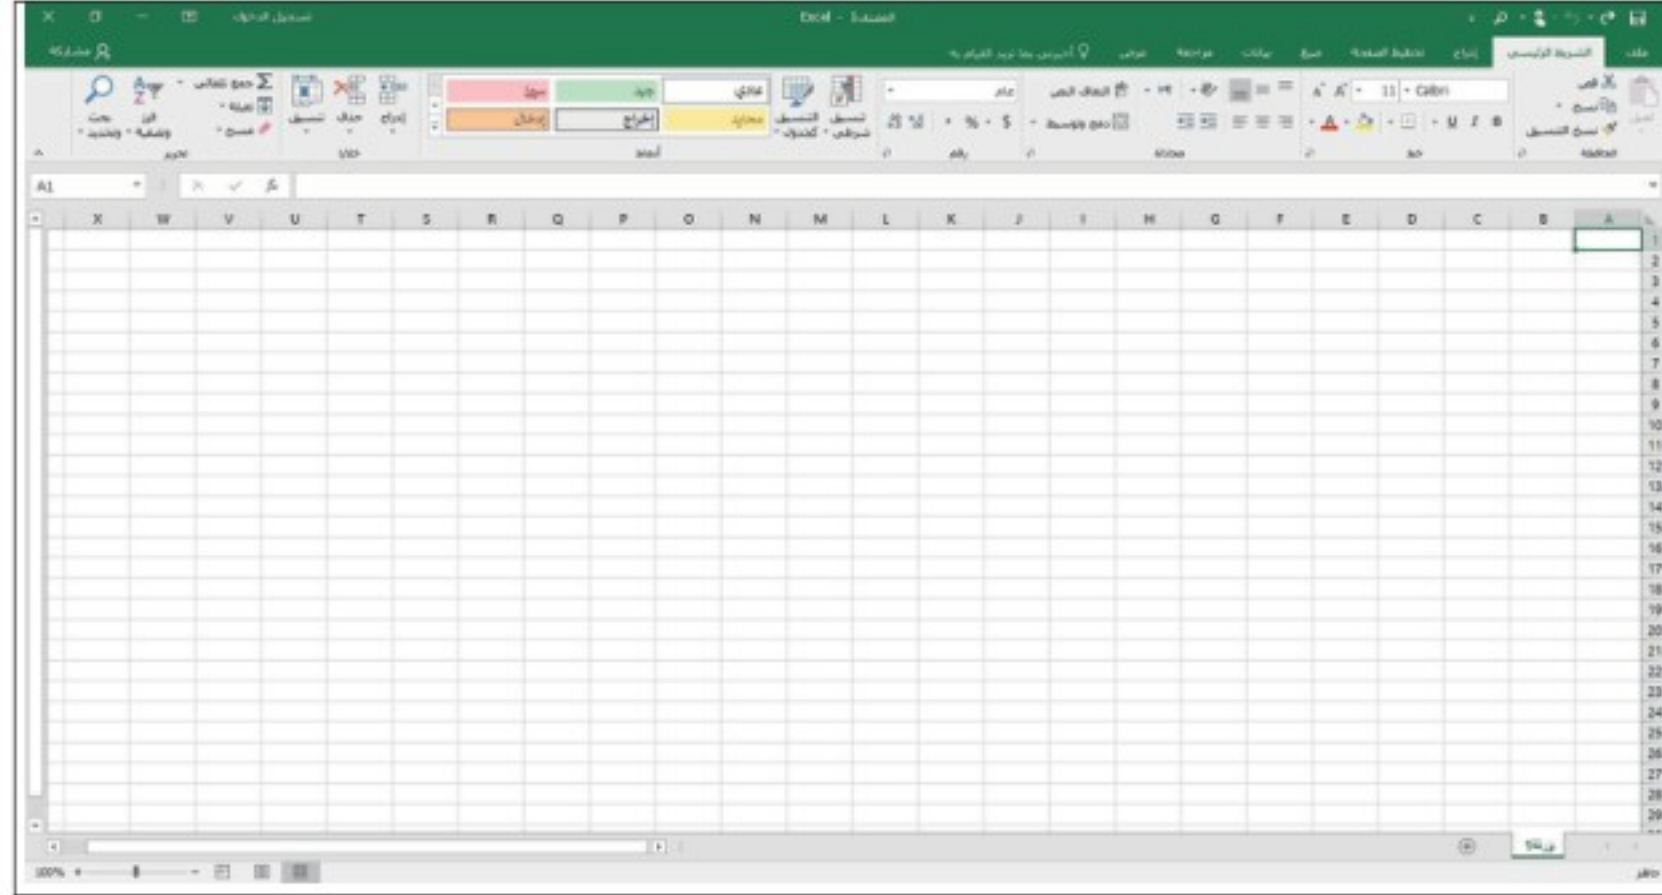 المصنف1 - Excel
تسجيل الدخول
ملف
الشريط الرئيسي
إدراج
تخطيط الصفحة
صيغ
بيانات
مراجعة
عرض
أخبرني بما تريد القيام به
مشاركة
قص
نسخ
نسخ التنسيق
لصق
الحافظة
Calibri
11
B I U
خط
التفاف النص
دمج وتوسيط
محاذاة
عام
$ %
رقم
تنسيق شرطي
التنسيق كجدول
عادي
جيد
سيئ
محايد
إخراج
إدخال
أنماط
إدراج
حذف
تنسيق
خلايا
جمع تلقائي
تعبئة
مسح
فرز وتصفية
بحث وتحديد
تحرير
A1
fx
X W V U T S R Q P O N M L K J I H G F E D C B A
1
2
3
4
5
6
7
8
9
10
11
12
13
14
15
16
17
18
19
20
21
22
23
24
25
26
27
28
29
ورقة1
جاهز
100%